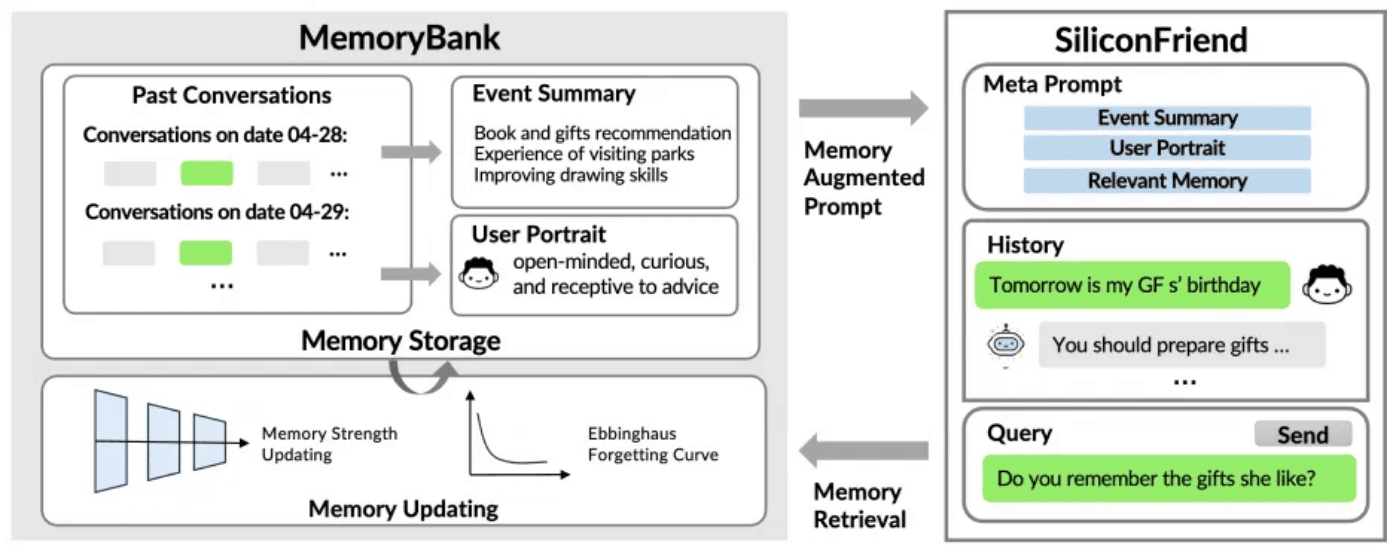 MemoryBank
Past Conversations
Conversations on date 04-28:
...
Conversations on date 04-29:
...
...
Event Summary
Book and gifts recommendation
Experience of visiting parks
Improving drawing skills
User Portrait
open-minded, curious,
and receptive to advice
Memory Storage
Memory Strength
Updating
Ebbinghaus
Forgetting Curve
Memory Updating
Memory
Augmented
Prompt
Memory
Retrieval
SiliconFriend
Meta Prompt
Event Summary
User Portrait
Relevant Memory
History
Tomorrow is my GF s’ birthday
You should prepare gifts ...
...
Query
Send
Do you remember the gifts she like?